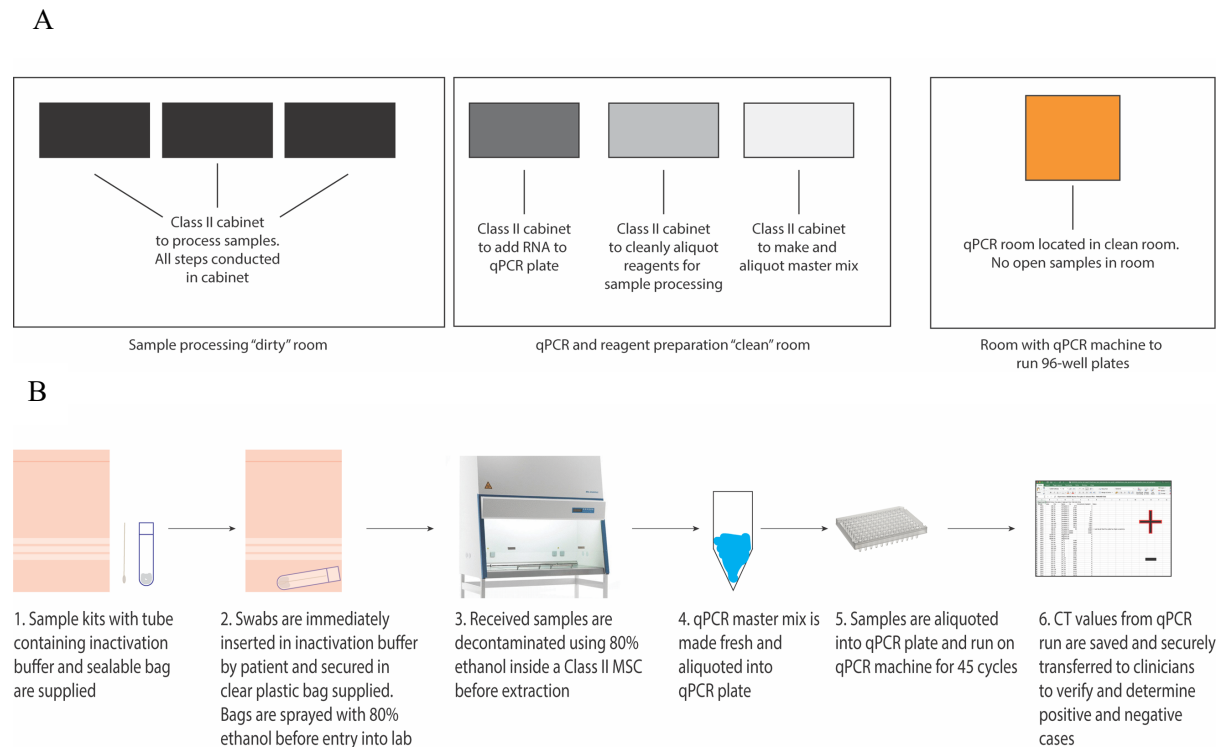 A
Class II cabinet
to process samples.
All steps conducted
in cabinet
Sample processing “dirty” room
Class II cabinet
to add RNA to
qPCR plate
Class II cabinet
to cleanly aliquot
reagents for
sample processing
Class II cabinet
to make and
aliquot master mix
qPCR and reagent preparation “clean” room
qPCR room located in clean room.
No open samples in room
Room with qPCR machine to
run 96-well plates
B
1. Sample kits with tube
containing inactivation
buffer and sealable bag
are supplied
2. Swabs are immediately
inserted in inactivation buffer
by patient and secured in
clear plastic bag supplied.
Bags are sprayed with 80%
ethanol before entry into lab
3. Received samples are
decontaminated using 80%
ethanol inside a Class II MSC
before extraction
4. qPCR master mix is
made fresh and
aliquoted into
qPCR plate
5. Samples are aliquoted
into qPCR plate and run on
qPCR machine for 45 cycles
6. CT values from qPCR
run are saved and securely
transferred to clinicians
to verify and determine
positive and negative
cases